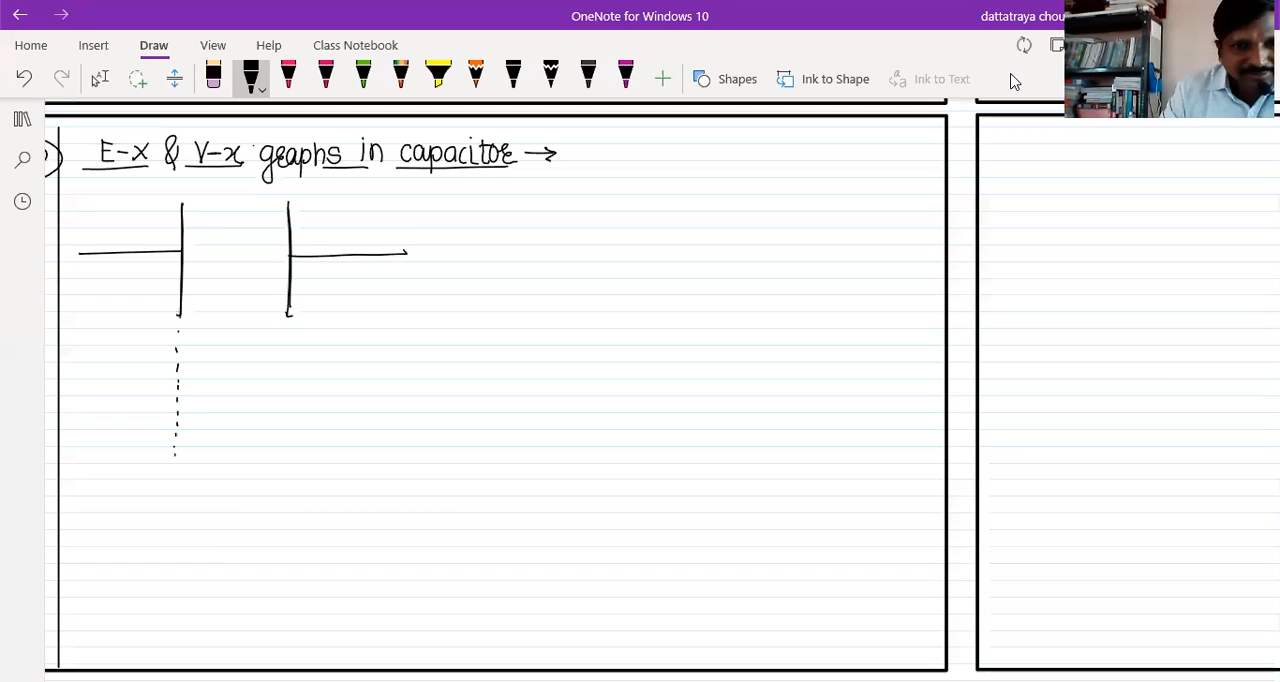 OneNote for Windows 10
dattatraya chou
Home Insert Draw View Help Class Notebook
Shapes Ink to Shape Ink to Text
E-x & V-x graphs in capacitor →